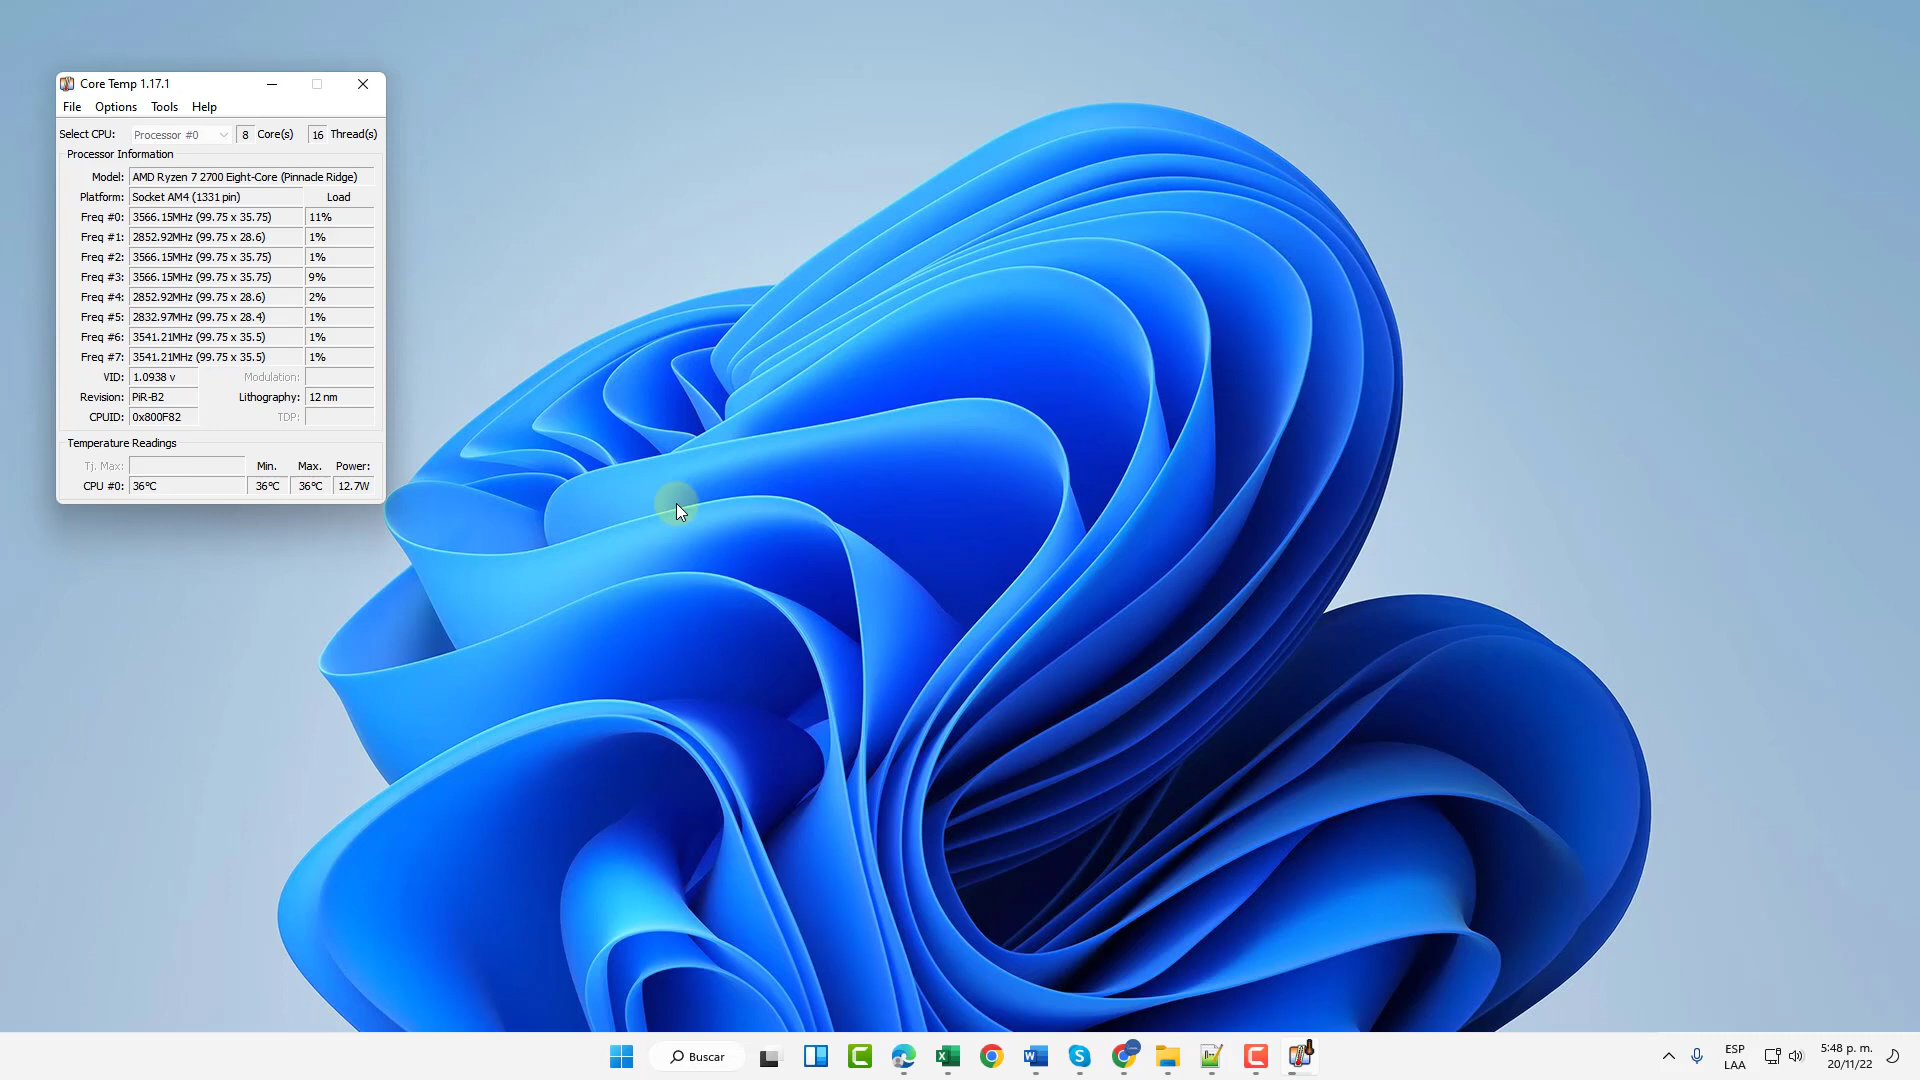 Core Temp 1.17.1
File Options Tools Help
Select CPU: Processor #0 8 Core(s) 16 Thread(s)
Processor Information
Model: AMD Ryzen 7 2700 Eight-Core (Pinnacle Ridge)
Platform: Socket AM4 (1331 pin) Load
Freq #0: 3566.15MHz (99.75 x 35.75) 11%
Freq #1: 2852.92MHz (99.75 x 28.6) 1%
Freq #2: 3566.15MHz (99.75 x 35.75) 1%
Freq #3: 3566.15MHz (99.75 x 35.75) 9%
Freq #4: 2852.92MHz (99.75 x 28.6) 2%
Freq #5: 2832.97MHz (99.75 x 28.4) 1%
Freq #6: 3541.21MHz (99.75 x 35.5) 1%
Freq #7: 3541.21MHz (99.75 x 35.5) 1%
VID: 1.0938 v Modulation:
Revision: PiR-B2 Lithography: 12 nm
CPUID: 0x800F82 TDP:
Temperature Readings
Tj. Max: Min. Max. Power:
CPU #0: 36°C 36°C 36°C 12.7W
Buscar
ESP
LAA
5:48 p. m.
20/11/22